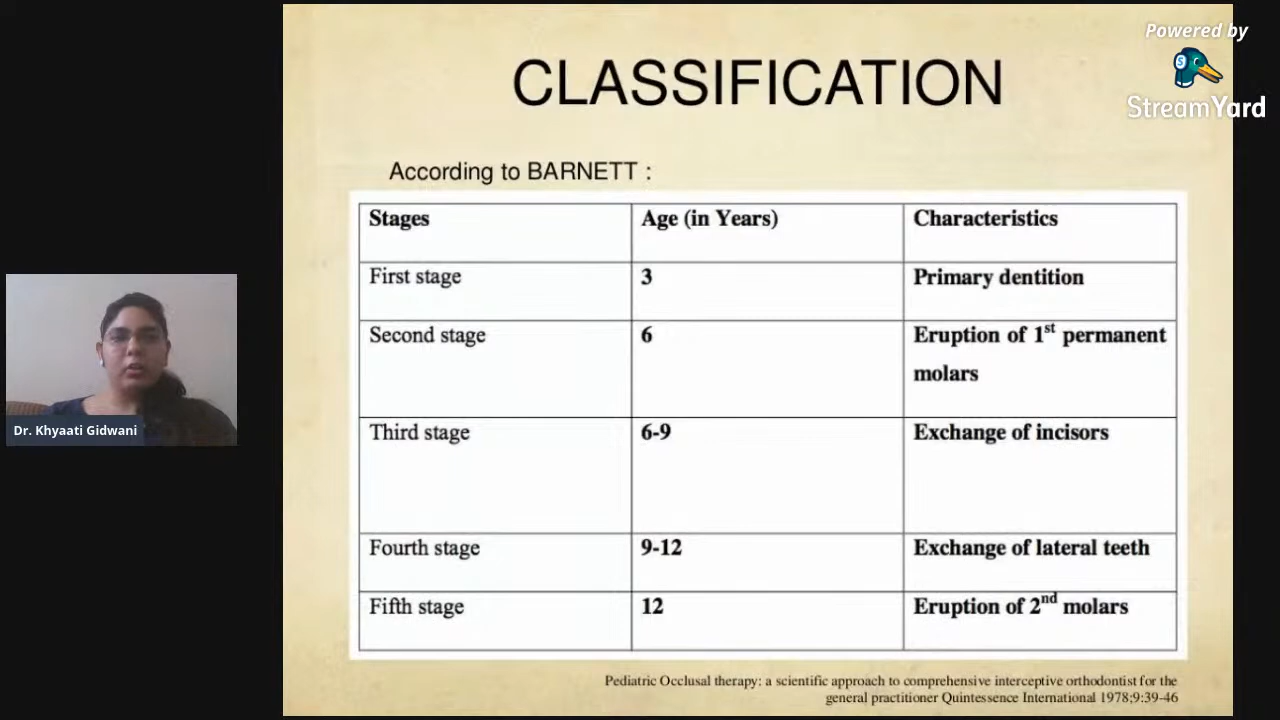 Powered by
StreamYard
CLASSIFICATION
According to BARNETT :
Stages Age (in Years) Characteristics
First stage 3 Primary dentition
Second stage 6 Eruption of 1st permanent
molars
Third stage 6-9 Exchange of incisors
Fourth stage 9-12 Exchange of lateral teeth
Fifth stage 12 Eruption of 2nd molars
Pediatric Occlusal therapy: a scientific approach to comprehensive interceptive orthodontist for the
general practitioner Quintessence International 1978;9:39-46
Dr. Khyaati Gidwani